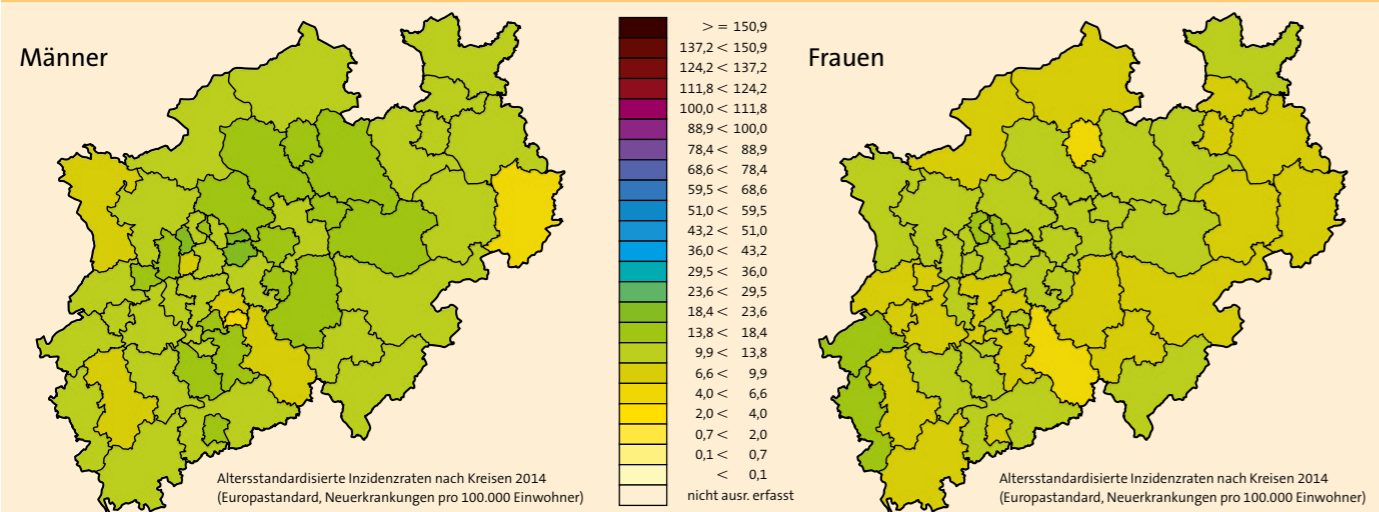 Männer
> = 150,9
137,2 < 150,9
124,2 < 137,2
111,8 < 124,2
100,0 < 111,8
88,9 < 100,0
78,4 < 88,9
68,6 < 78,4
59,5 < 68,6
51,0 < 59,5
43,2 < 51,0
36,0 < 43,2
29,5 < 36,0
23,6 < 29,5
18,4 < 23,6
13,8 < 18,4
9,9 < 13,8
6,6 < 9,9
4,0 < 6,6
2,0 < 4,0
0,7 < 2,0
0,1 < 0,7
< 0,1
nicht ausr. erfasst
Altersstandardisierte Inzidenzraten nach Kreisen 2014
(Europastandard, Neuerkrankungen pro 100.000 Einwohner)
Frauen
Altersstandardisierte Inzidenzraten nach Kreisen 2014
(Europastandard, Neuerkrankungen pro 100.000 Einwohner)